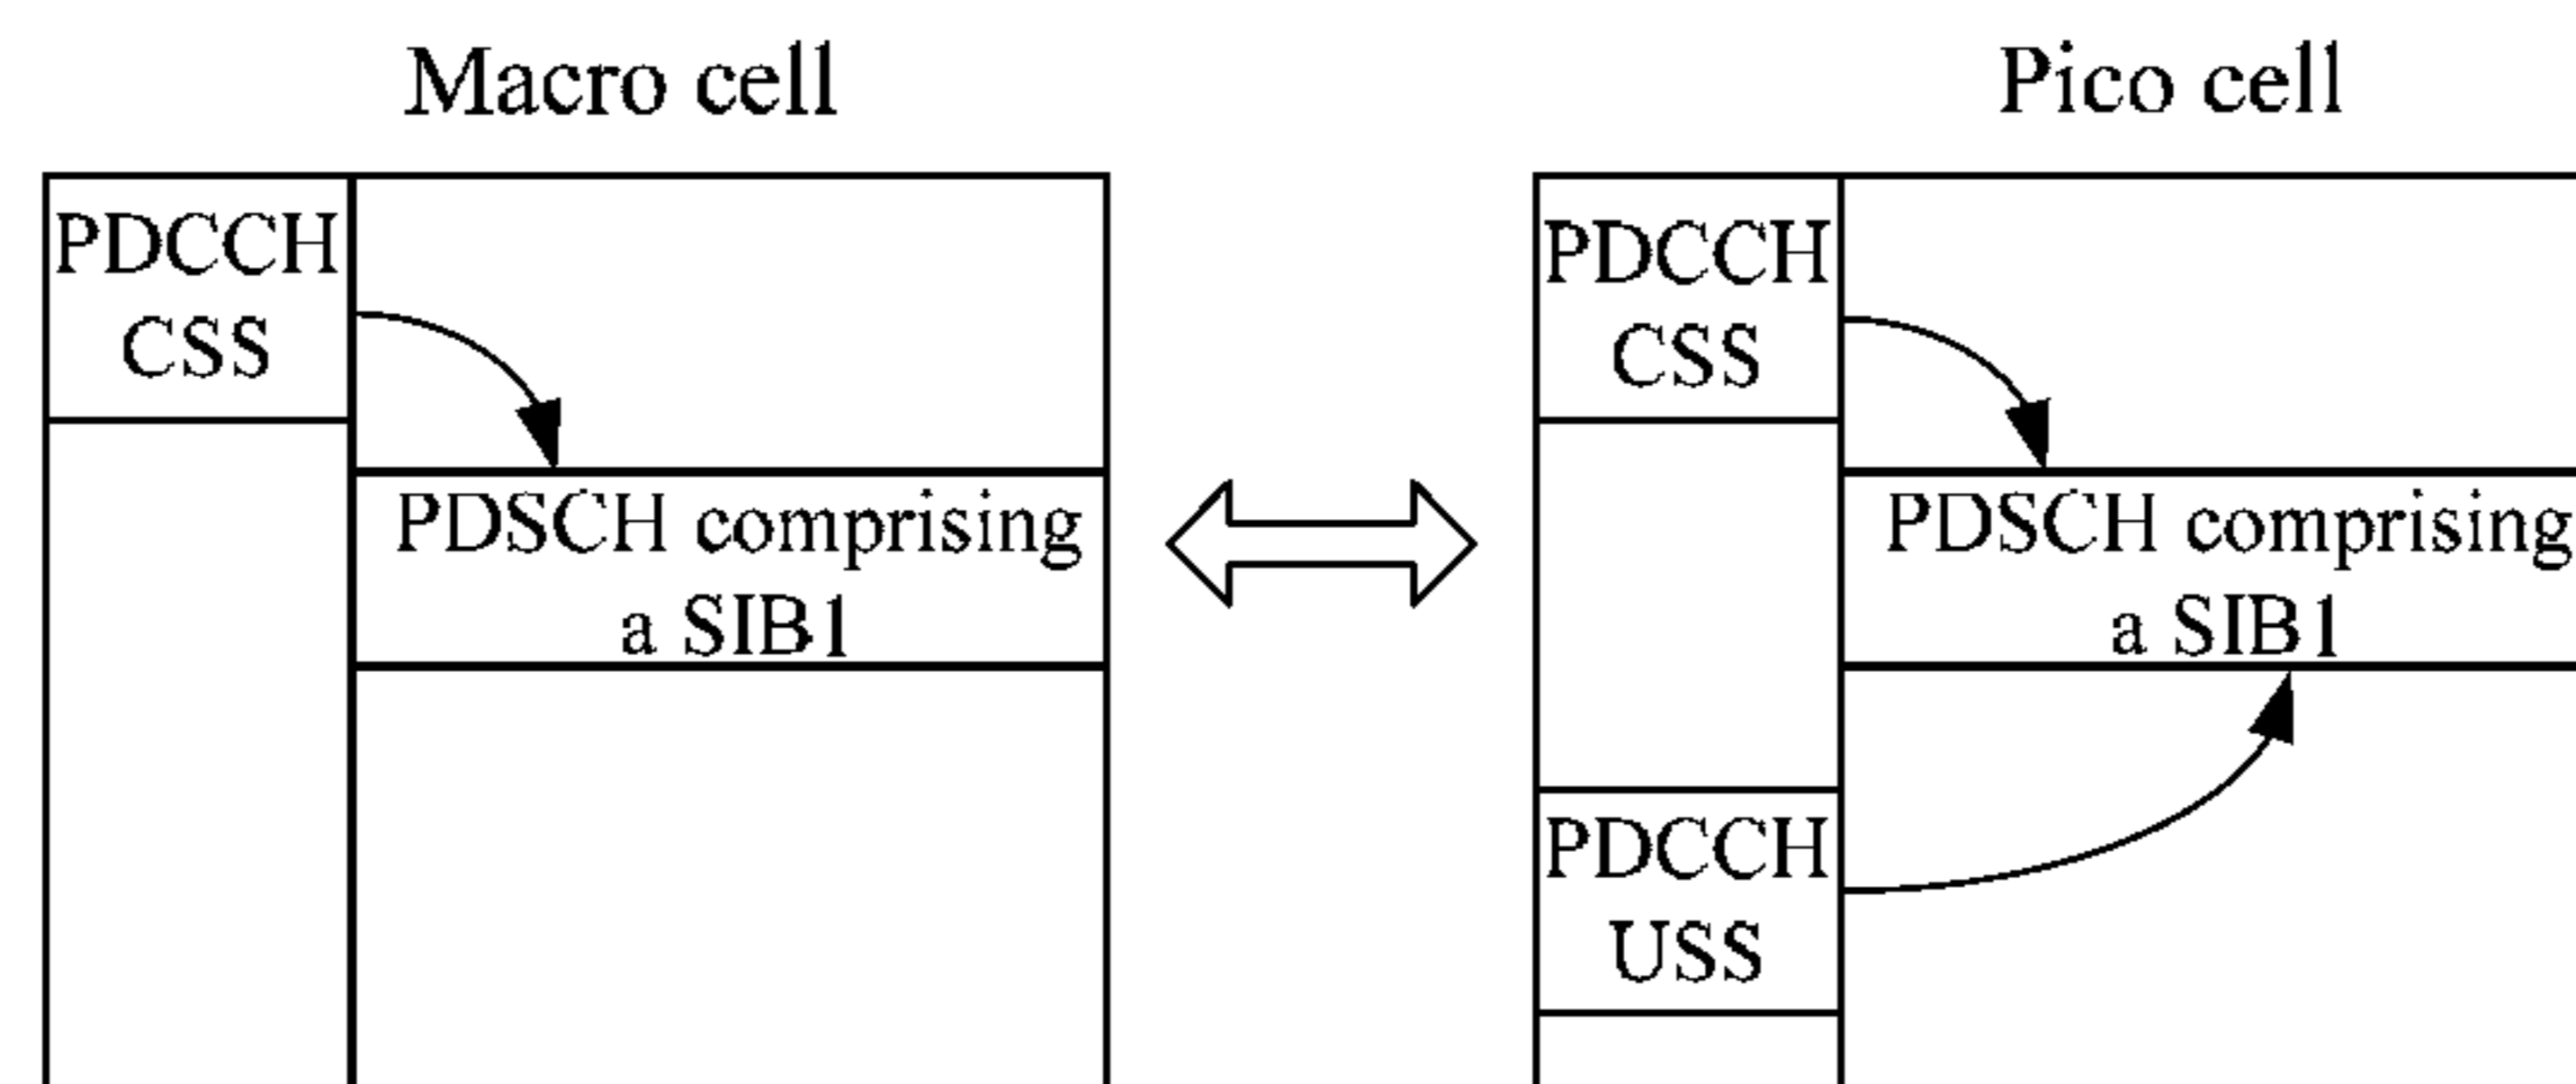 Macro cell
PDCCH
CSS
PDSCH comprising
a SIB1
Pico cell
PDCCH
CSS
PDSCH comprising
a SIB1
PDCCH
USS